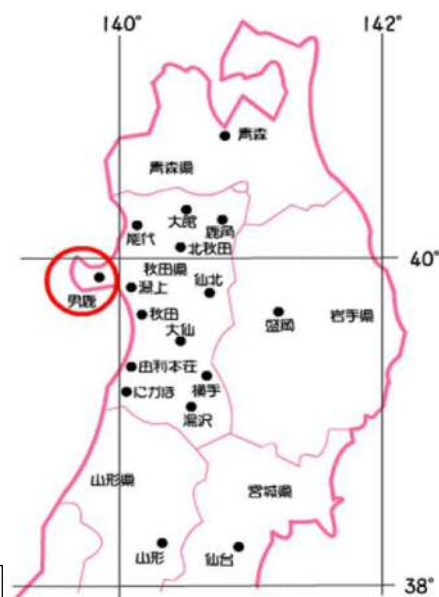 140°
142°
青森
青森県
大館
鹿角
能代
北秋田
40°
秋田県
潟上
仙北
男鹿
秋田
大仙
盛岡
岩手県
由利本荘
にかほ
横手
湯沢
山形県
宮城県
山形
仙台
38°